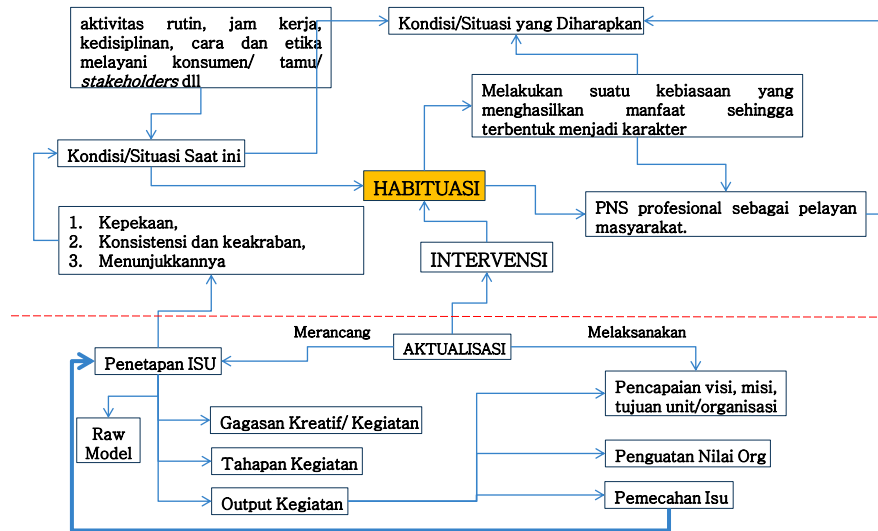 aktivitas rutin, jam kerja,
kedisiplinan, cara dan etika
melayani konsumen/ tamu/
stakeholders dll
Kondisi/Situasi yang Diharapkan
Melakukan suatu kebiasaan yang
menghasilkan manfaat sehingga
terbentuk menjadi karakter
Kondisi/Situasi Saat ini
HABITUASI
PNS profesional sebagai pelayan
masyarakat.
1. Kepekaan,
2. Konsistensi dan keakraban,
3. Menunjukkannya
INTERVENSI
Merancang
Melaksanakan
AKTUALISASI
Penetapan ISU
Pencapaian visi, misi,
tujuan unit/organisasi
Gagasan Kreatif/ Kegiatan
Raw
Model
Tahapan Kegiatan
Penguatan Nilai Org
Output Kegiatan
Pemecahan Isu